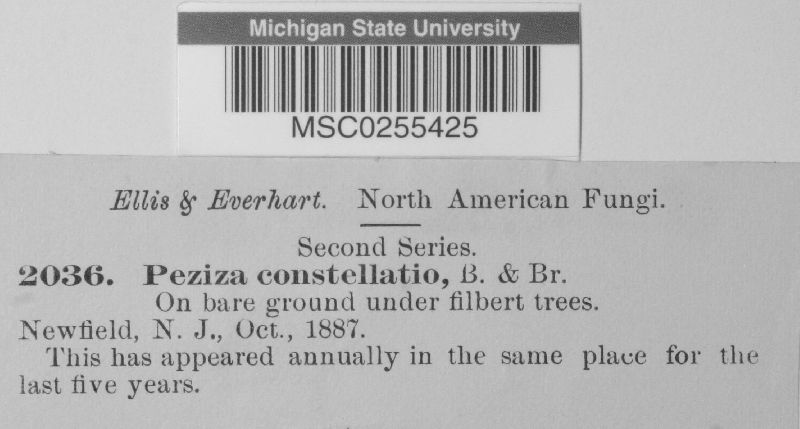 Michigan State University
MSC0255425
Ellis & Everhart. North American Fungi.
Second Series.
2036. Peziza constellatio, B. & Br.
On bare ground under filbert trees.
Newfield, N. J., Oct., 1887.
This has appeared annually in the same place for the
last five years.